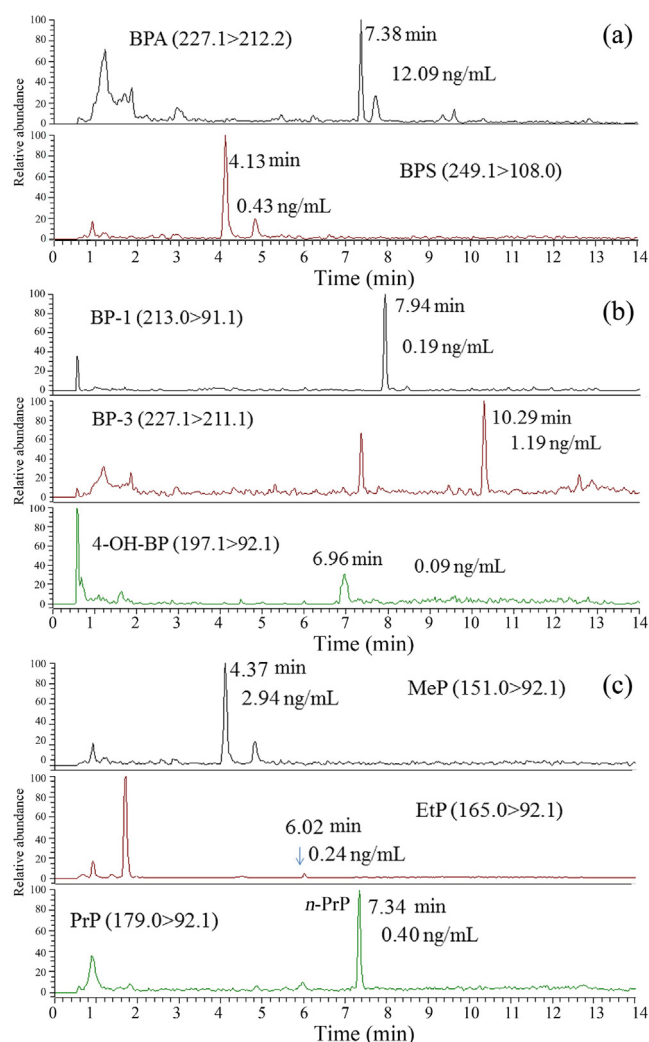 100
80
60
40
20
0
BPA (227.1>212.2)
7.38 min
12.09 ng/mL
(a)
Relative abundance
100
80
60
40
20
0
4.13 min
0.43 ng/mL
BPS (249.1>108.0)
0 1 2 3 4 5 6 7 8 9 10 11 12 13 14
Time (min)
100
80
60
40
20
0
BP-1 (213.0>91.1)
7.94 min
0.19 ng/mL
(b)
Relative abundance
100
80
60
40
20
0
BP-3 (227.1>211.1)
10.29 min
1.19 ng/mL
100
80
60
40
20
0
4-OH-BP (197.1>92.1)
6.96 min
0.09 ng/mL
0 1 2 3 4 5 6 7 8 9 10 11 12 13 14
Time (min)
100
80
60
40
20
0
4.37 min
2.94 ng/mL
MeP (151.0>92.1)
(c)
Relative abundance
100
80
60
40
20
0
6.02 min
0.24 ng/mL
EtP (165.0>92.1)
100
80
60
40
20
0
PrP (179.0>92.1)
n-PrP
7.34 min
0.40 ng/mL
0 1 2 3 4 5 6 7 8 9 10 11 12 13 14
Time (min)